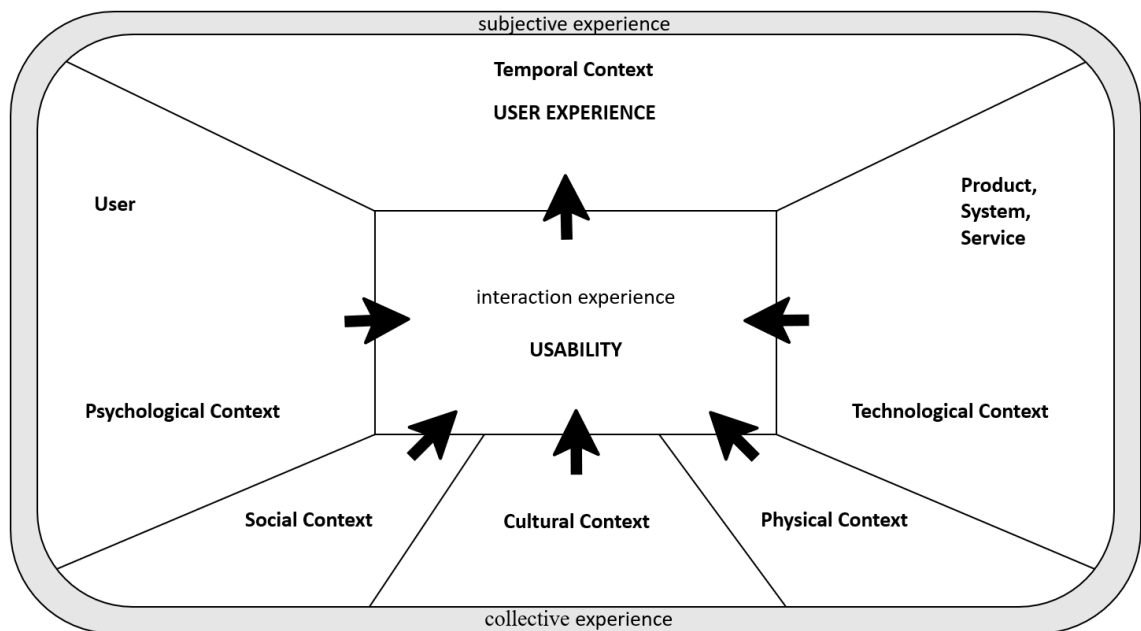 subjective experience
Temporal Context
USER EXPERIENCE
User
Product,
System,
Service
interaction experience
USABILITY
Psychological Context
Technological Context
Social Context
Cultural Context
Physical Context
collective experience